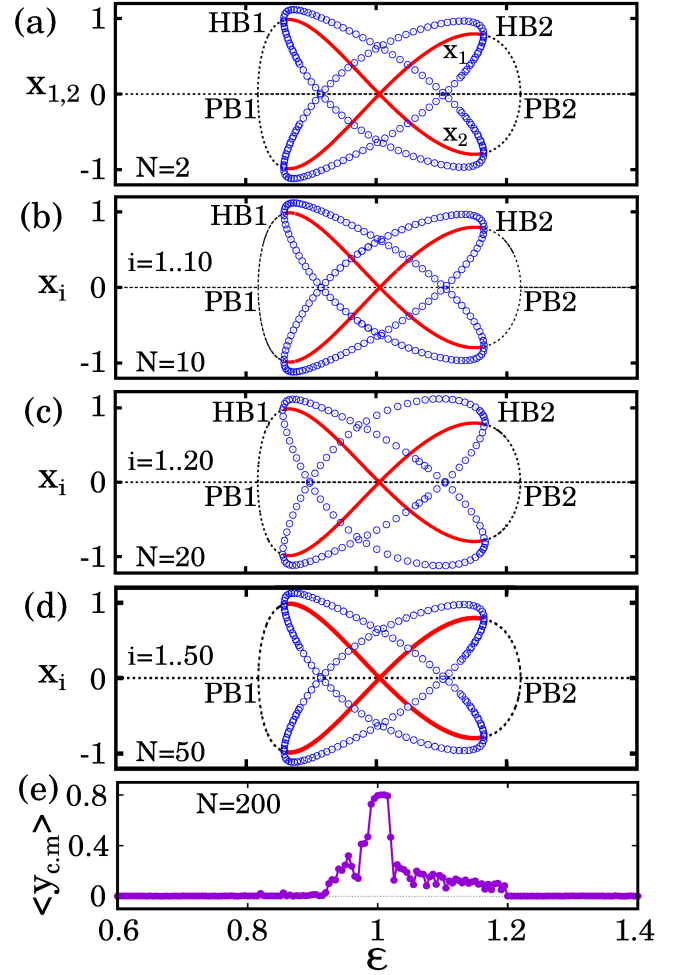 (a)
1
HB1
HB2
x₁
x₁,₂
0
PB1
PB2
x₂
-1
N=2
(b)
1
HB1
HB2
i=1..10
xᵢ
0
PB1
PB2
-1
N=10
(c)
1
HB1
HB2
i=1..20
xᵢ
0
PB1
PB2
-1
N=20
(d)
1
HB1
HB2
i=1..50
xᵢ
0
PB1
PB2
-1
N=50
(e)
0.8
N=200
<y_c.m>
0.4
0
0.6 0.8 1 1.2 1.4
ε